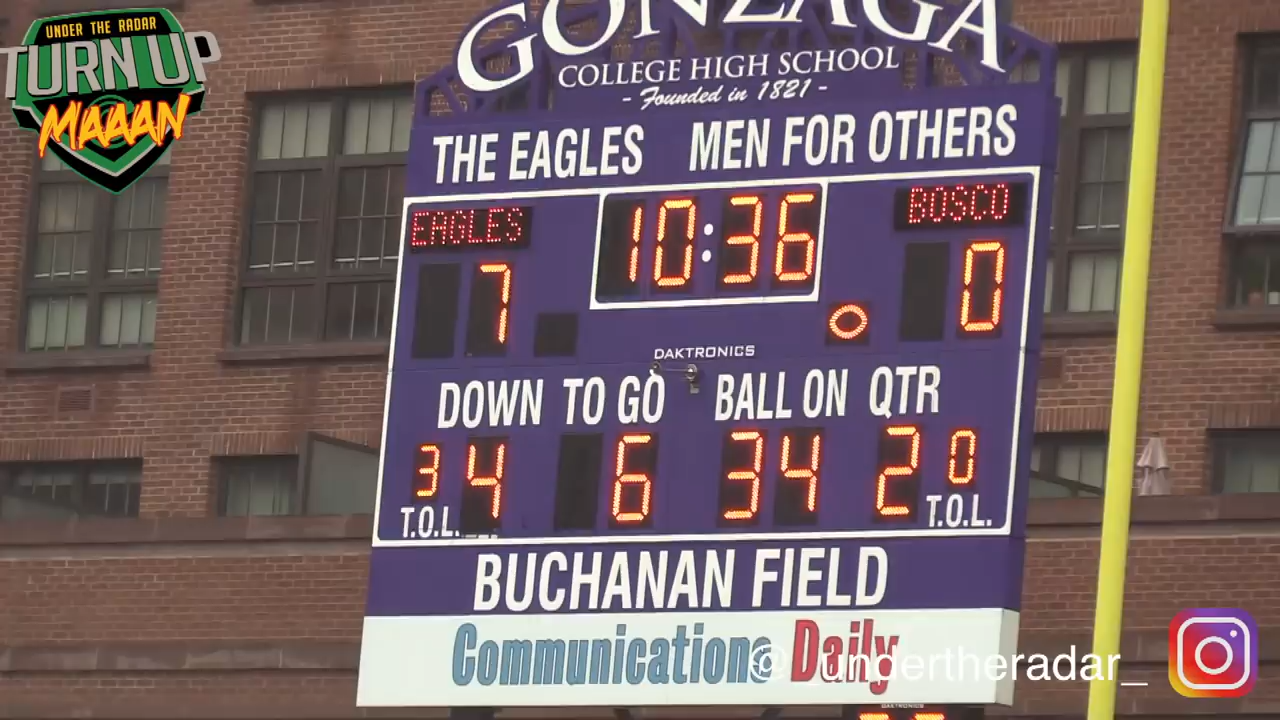 UNDER THE RADAR
TURN UP
MAAAN
GONZAGA
COLLEGE HIGH SCHOOL
- Founded in 1821 -
THE EAGLES MEN FOR OTHERS
EAGLES 10:36 BOSCO
7 0
DAKTRONICS
DOWN TO GO BALL ON QTR
3 4 6 34 2 0
T.O.L. T.O.L.
BUCHANAN FIELD
Communications Daily
@_undertheradar_
DAKTRONICS